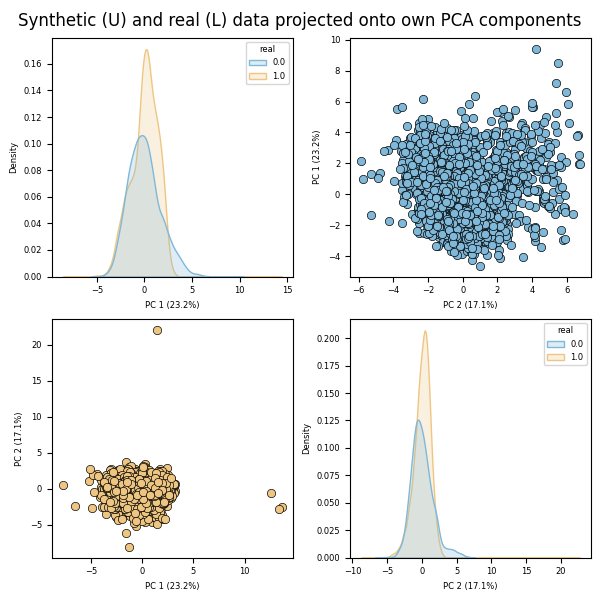 Synthetic (U) and real (L) data projected onto own PCA components
real
0.0
1.0
0.16
0.14
0.12
0.10
0.08
0.06
0.04
0.02
0.00
Density
−5 0 5 10 15
PC 1 (23.2%)
10
8
6
4
2
0
−2
−4
PC 1 (23.2%)
−6 −4 −2 0 2 4 6
PC 2 (17.1%)
20
15
10
5
0
−5
PC 2 (17.1%)
−5 0 5 10
PC 1 (23.2%)
real
0.0
1.0
0.200
0.175
0.150
0.125
0.100
0.075
0.050
0.025
0.000
Density
−10 −5 0 5 10 15 20
PC 2 (17.1%)